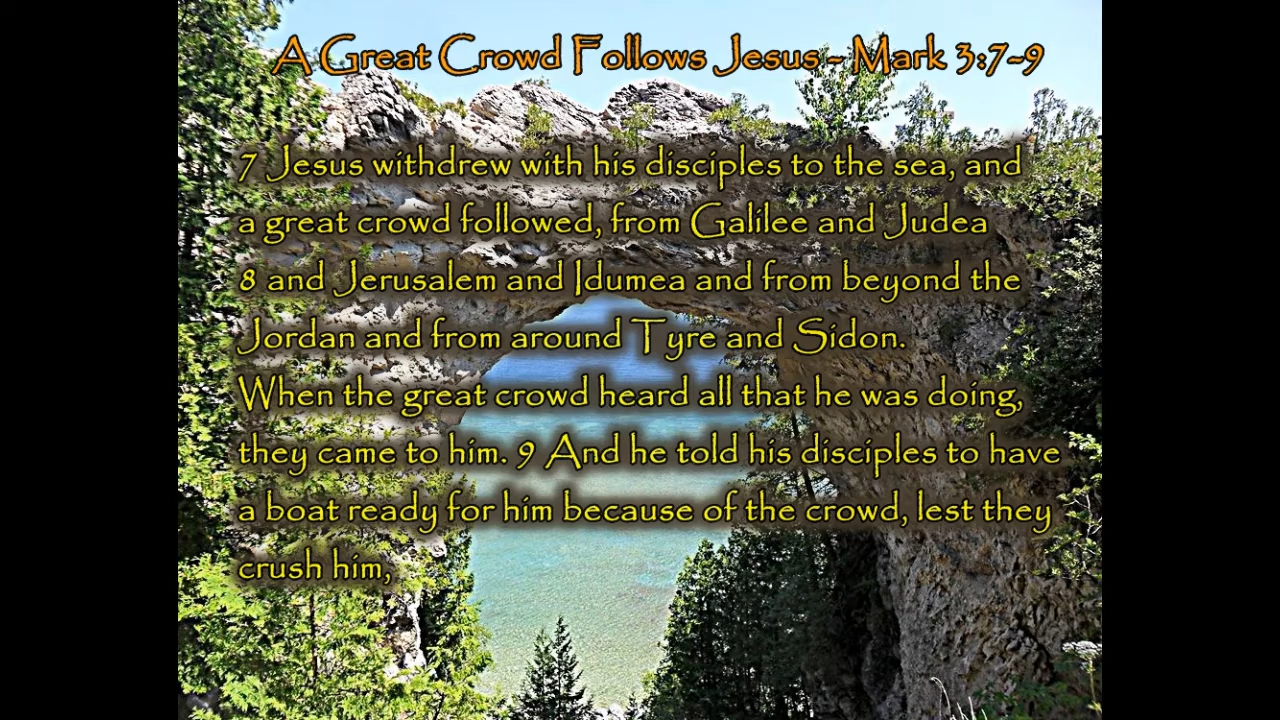 A Great Crowd Follows Jesus - Mark 3:7-9
7 Jesus withdrew with his disciples to the sea, and
a great crowd followed, from Galilee and Judea
8 and Jerusalem and Idumea and from beyond the
Jordan and from around Tyre and Sidon.
When the great crowd heard all that he was doing,
they came to him. 9 And he told his disciples to have
a boat ready for him because of the crowd, lest they
crush him,